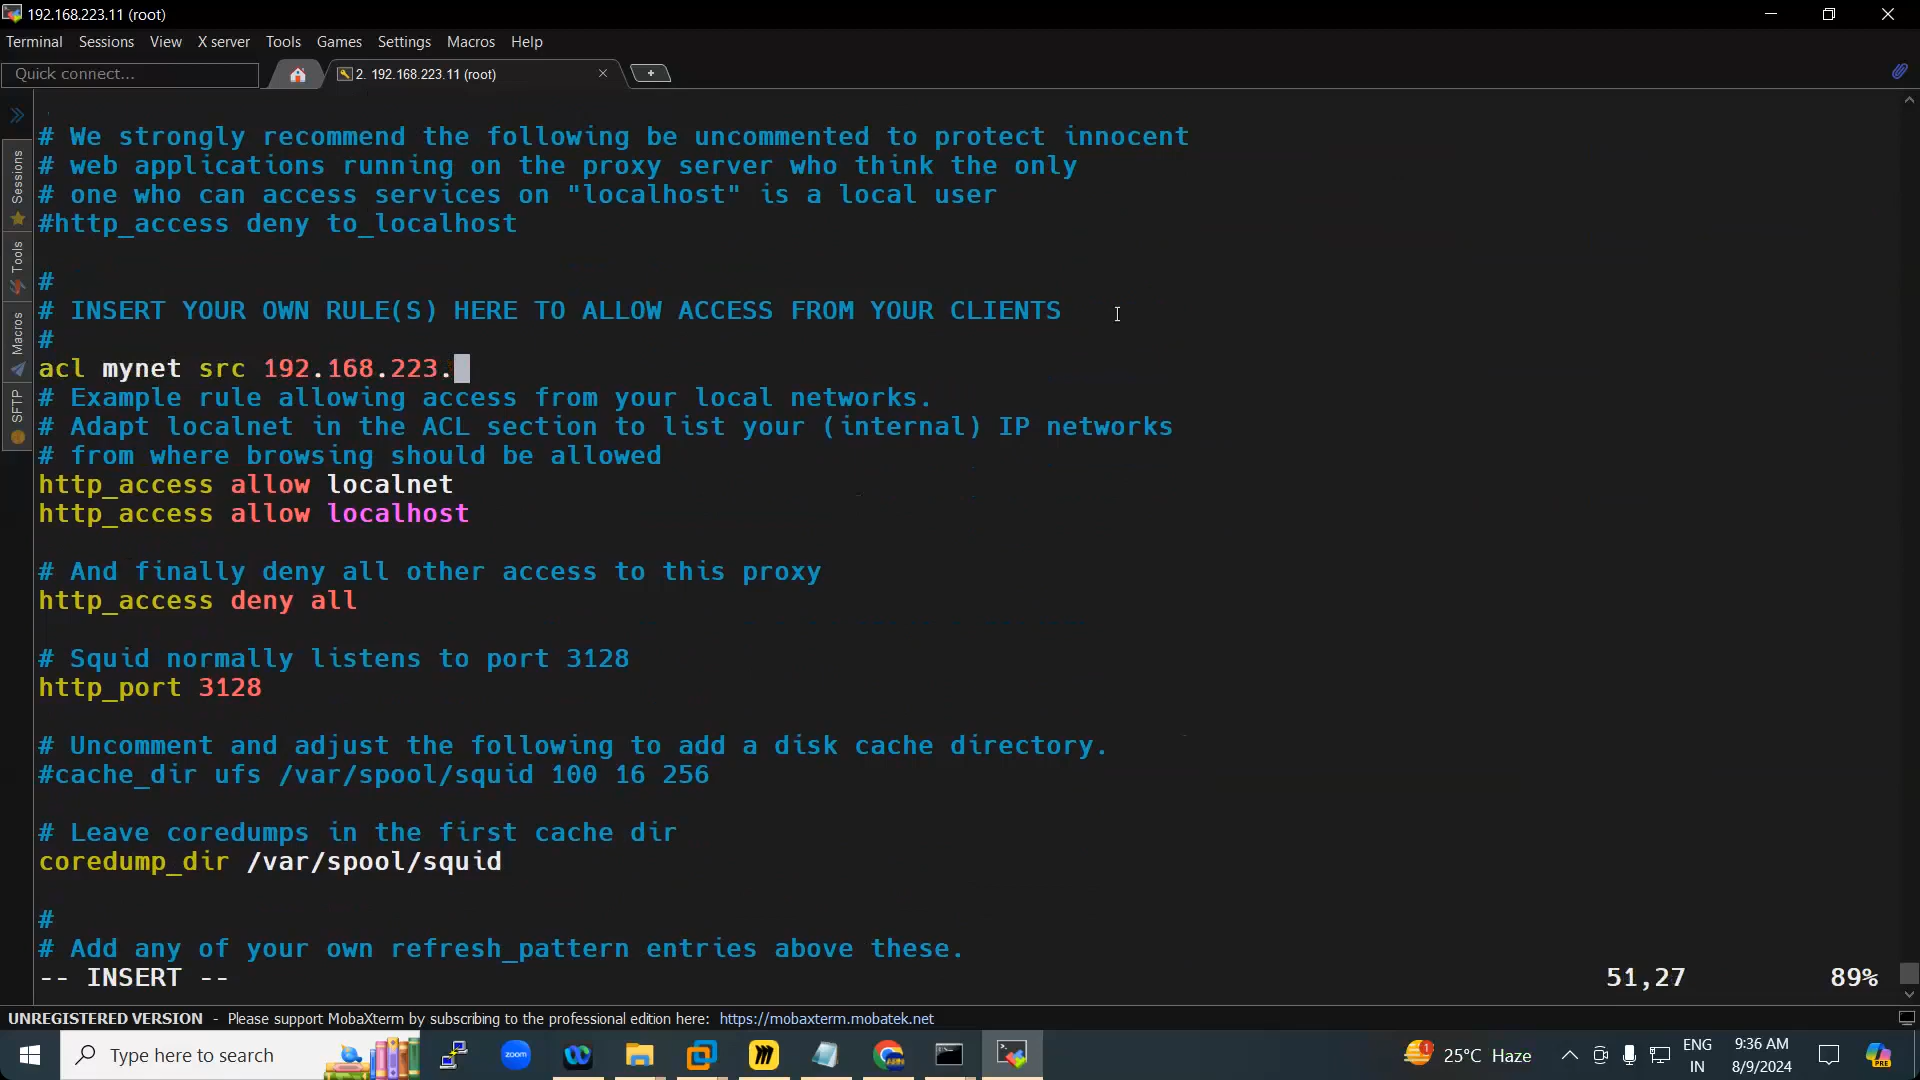 192.168.223.11 (root)
Terminal Sessions View X server Tools Games Settings Macros Help
Quick connect...
2. 192.168.223.11 (root)
Sessions
Tools
Macros
SFTP
# We strongly recommend the following be uncommented to protect innocent
# web applications running on the proxy server who think the only
# one who can access services on "localhost" is a local user
#http_access deny to_localhost
#
# INSERT YOUR OWN RULE(S) HERE TO ALLOW ACCESS FROM YOUR CLIENTS
#
acl mynet src 192.168.223.
# Example rule allowing access from your local networks.
# Adapt localnet in the ACL section to list your (internal) IP networks
# from where browsing should be allowed
http_access allow localnet
http_access allow localhost
# And finally deny all other access to this proxy
http_access deny all
# Squid normally listens to port 3128
http_port 3128
# Uncomment and adjust the following to add a disk cache directory.
#cache_dir ufs /var/spool/squid 100 16 256
# Leave coredumps in the first cache dir
coredump_dir /var/spool/squid
#
# Add any of your own refresh_pattern entries above these.
-- INSERT -- 51,27 89%
UNREGISTERED VERSION - Please support MobaXterm by subscribing to the professional edition here: https://mobaxterm.mobatek.net
Type here to search
zoom
1
25°C Haze
ENG
IN
9:36 AM
8/9/2024
PRE